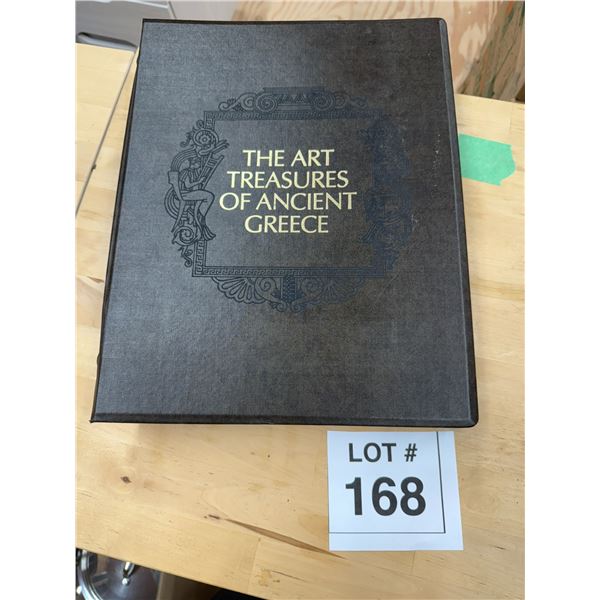 THE ART
TREASURES
OF ANCIENT
GREECE
LOT #
168